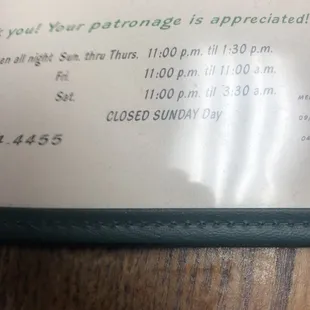 you! Your patronage is appreciated!
all night Sun. thru Thurs. 11:00 p.m. til 1:30 p.m.
Fri. 11:00 p.m. til 11:00 a.m.
Sat. 11:00 p.m. til 3:30 a.m.
CLOSED SUNDAY Day
4455